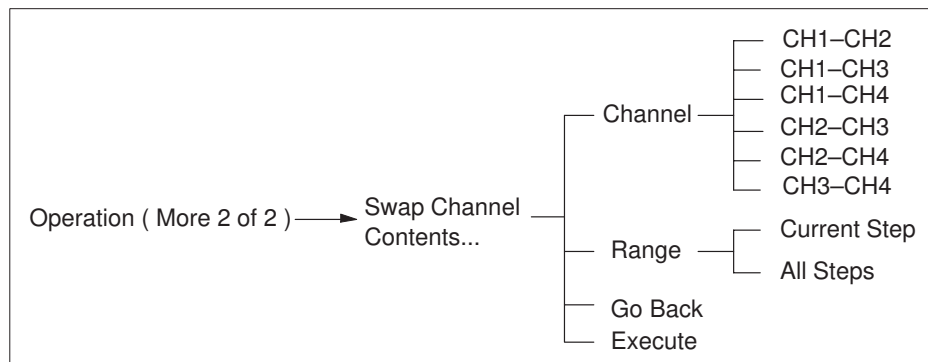 CH1–CH2
CH1–CH3
CH1–CH4
Channel
CH2–CH3
CH2–CH4
CH3–CH4
Operation ( More 2 of 2 )
Swap Channel
Contents...
Range
Current Step
All Steps
Go Back
Execute